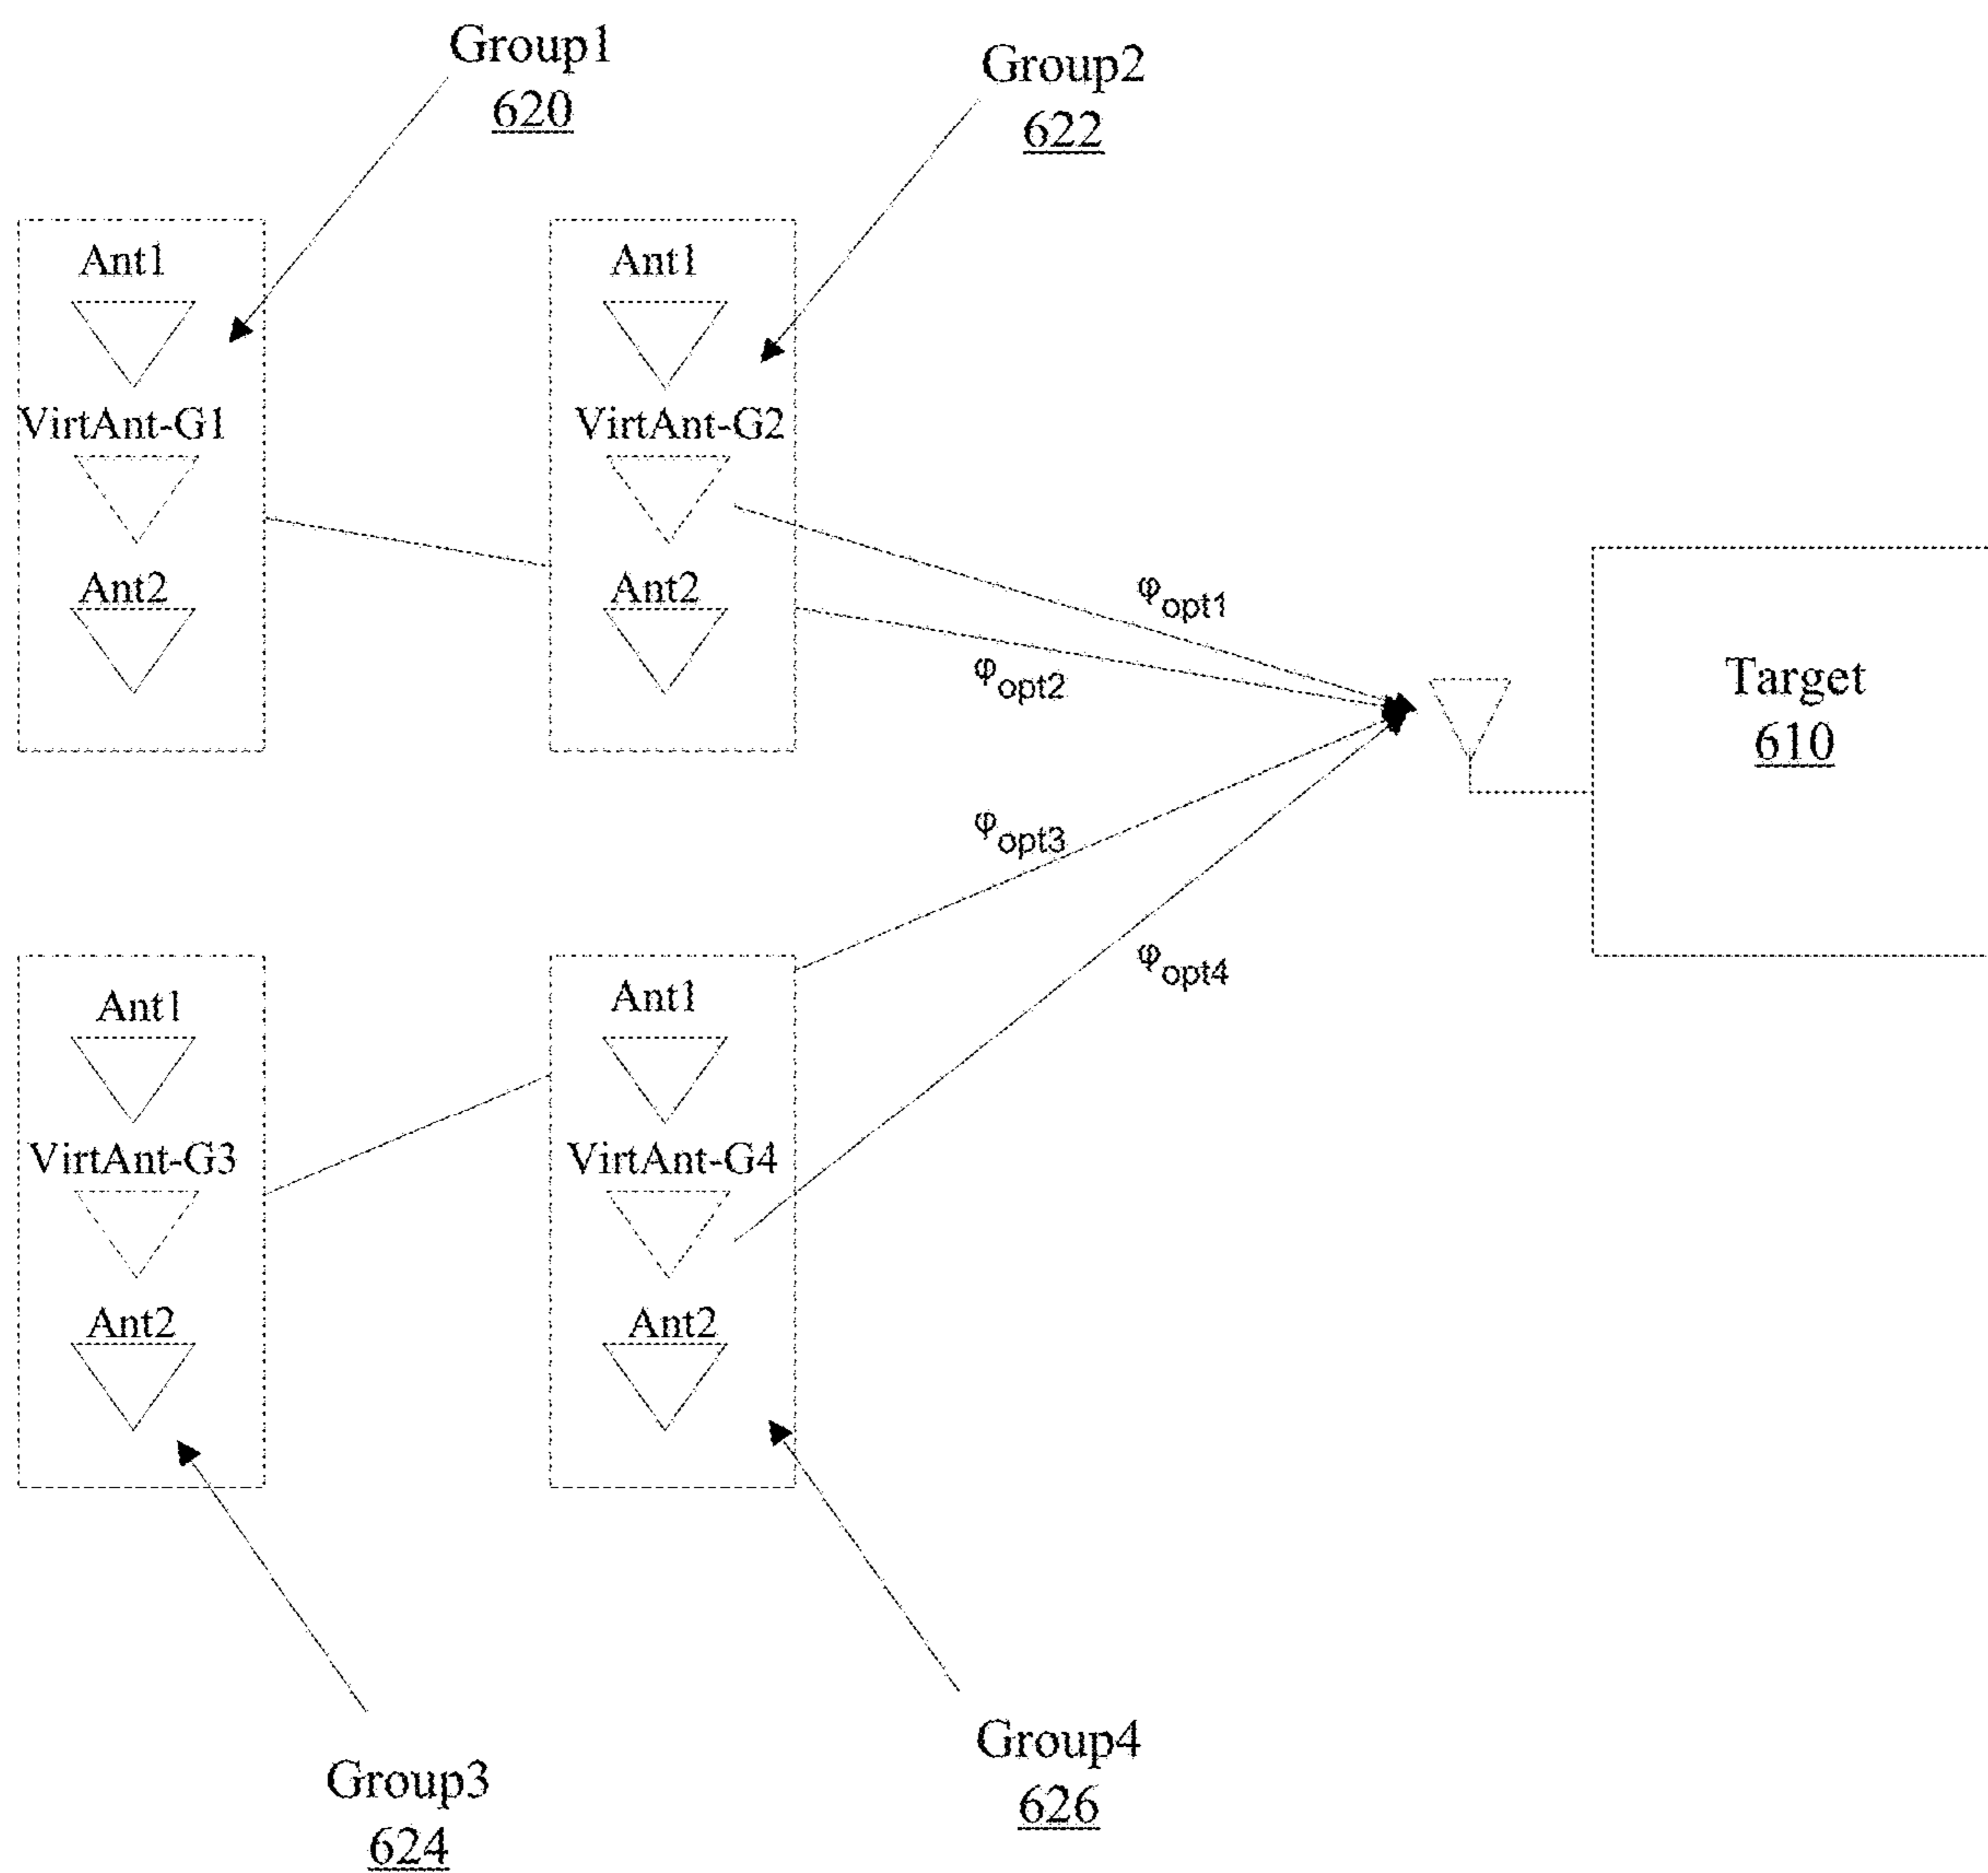 Group1
620
Group2
622
Ant1
VirtAnt-G1
Ant2
Ant1
VirtAnt-G2
Ant2
φopt1
φopt2
φopt3
φopt4
Target
610
Ant1
VirtAnt-G3
Ant2
Ant1
VirtAnt-G4
Ant2
Group3
624
Group4
626